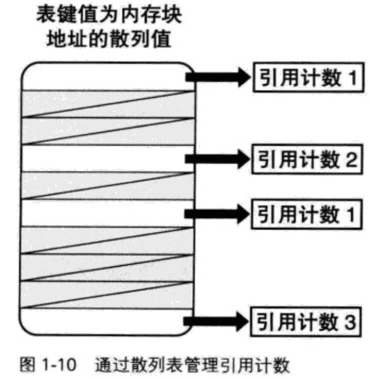 表键值为内存块
地址的散列值
引用计数 1
引用计数 2
引用计数 1
引用计数 3
图 1-10 通过散列表管理引用计数